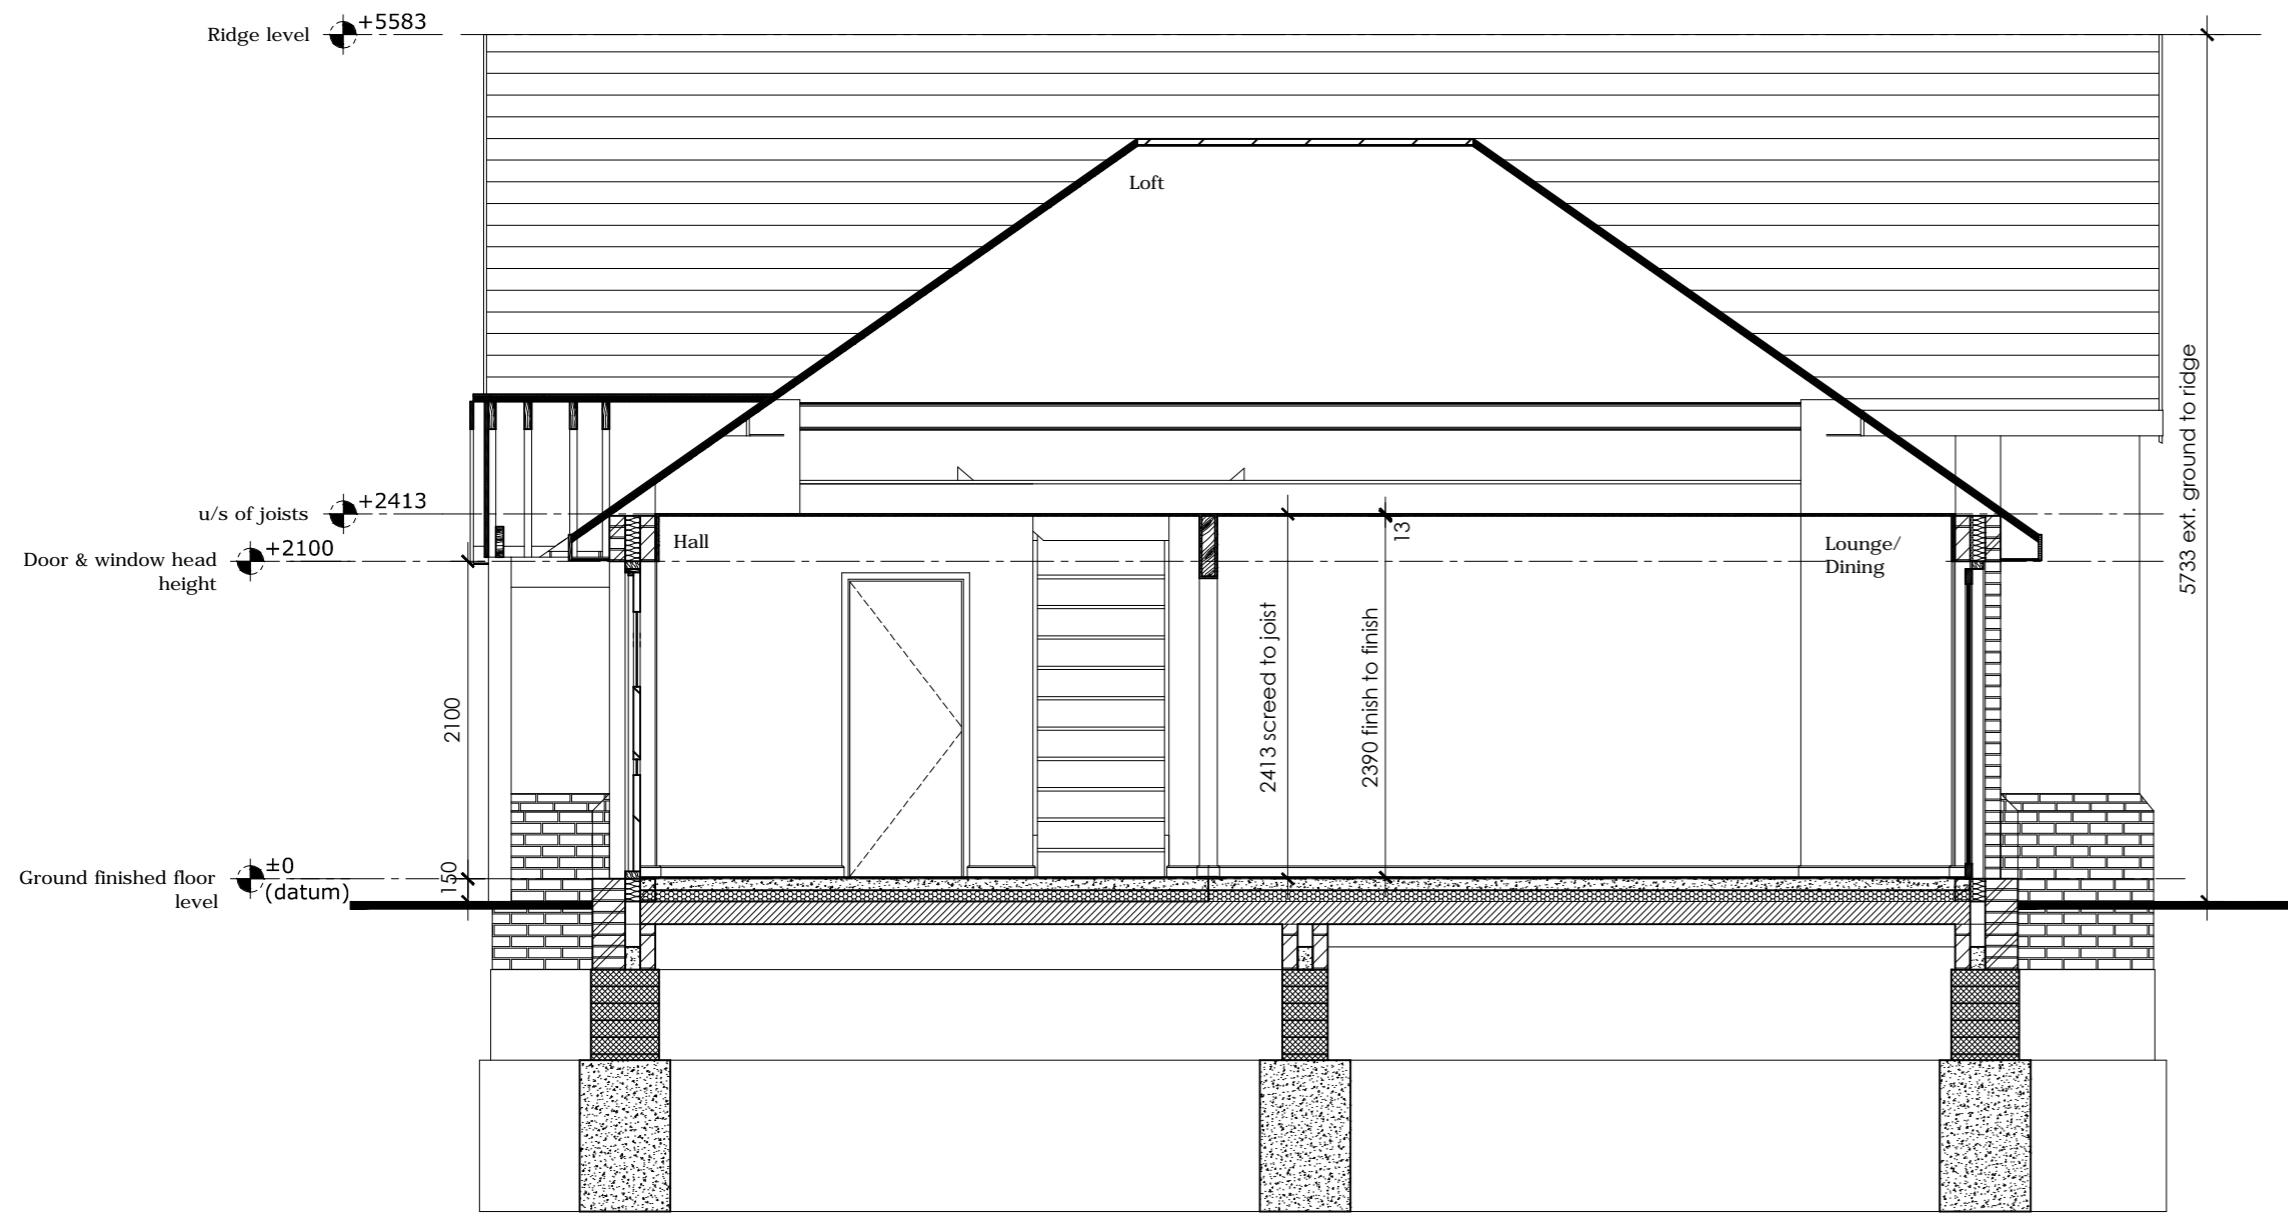 Ridge level
+5583
Loft
5733 ext. ground to ridge
u/s of joists
+2413
Door & window head
height
+2100
Hall
13
Lounge/
Dining
2100
2413 screed to joist
2390 finish to finish
150
Ground finished floor
level
±0
(datum)